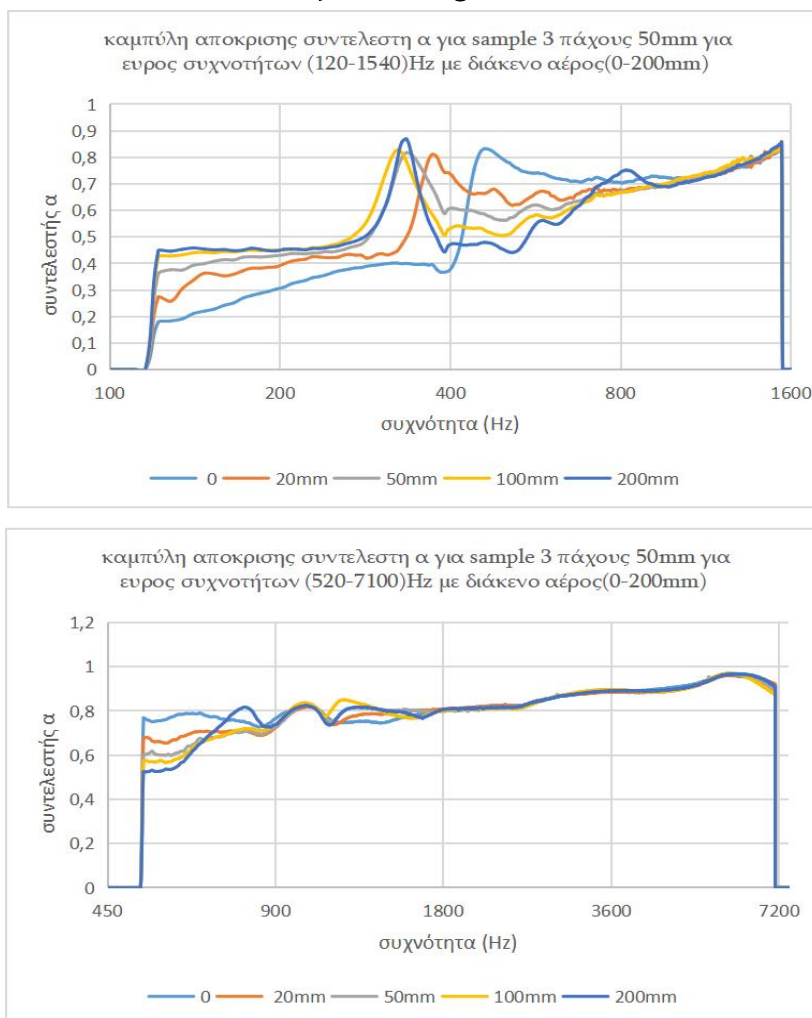 καμπύλη αποκρισης συντελεστη α για sample 3 πάχους 50mm για
ευρος συχνοτήτων (120-1540)Hz με διάκενο αέρος(0-200mm)
1
0,9
0,8
0,7
0,6
0,5
0,4
0,3
0,2
0,1
0
συντελεστής α
100 200 400 800 1600
συχνότητα (Hz)
0 20mm 50mm 100mm 200mm
καμπύλη αποκρισης συντελεστη α για sample 3 πάχους 50mm για
ευρος συχνοτήτων (520-7100)Hz με διάκενο αέρος(0-200mm)
1,2
1
0,8
0,6
0,4
0,2
0
συντελεστής α
450 900 1800 3600 7200
συχνότητα (Hz)
0 20mm 50mm 100mm 200mm